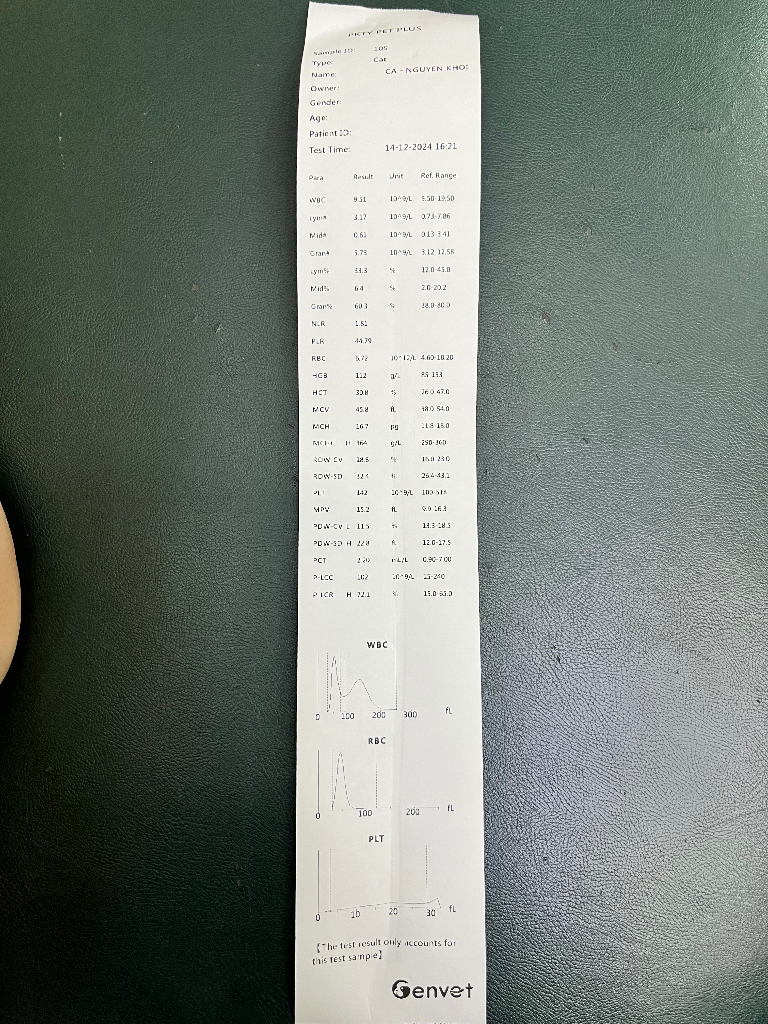 PKTY PET PLUS
Sample ID: 105
Type: Cat
Name: CA - NGUYEN KHOI
Owner:
Gender:
Age:
Patient ID:
Test Time: 14-12-2024 16:21
Para Result Unit Ref. Range
WBC 9.51 10^9/L 5.50-19.50
Lym# 3.17 10^9/L 0.73-7.86
Mid# 0.61 10^9/L 0.13-3.41
Gran# 5.73 10^9/L 3.12-12.58
Lym% 33.3 % 12.0-45.0
Mid% 6.4 % 2.0-20.2
Gran% 60.3 % 38.0-80.0
NLR 1.81
PLR 44.79
RBC 6.72 10^12/L 4.60-10.20
HGB 112 g/L 85-153
HCT 30.8 % 26.0-47.0
MCV 45.8 fL 38.0-54.0
MCH 16.7 pg 11.8-18.0
MCHC H 364 g/L 290-360
RDW-CV 18.6 % 16.0-23.0
RDW-SD 32.4 fL 26.4-43.1
PLT 142 10^9/L 100-518
MPV 15.2 fL 9.9-16.3
PDW-CV L 11.5 % 13.3-18.5
PDW-SD H 22.8 fL 12.0-17.5
PCT 2.20 mL/L 0.90-7.00
P-LCC 102 10^9/L 15-240
P-LCR H 72.1 % 15.0-65.0
WBC
0 100 200 300 fL
RBC
0 100 200 fL
PLT
0 10 20 30 fL
【The test result only accounts for
this test sample】
Genvet